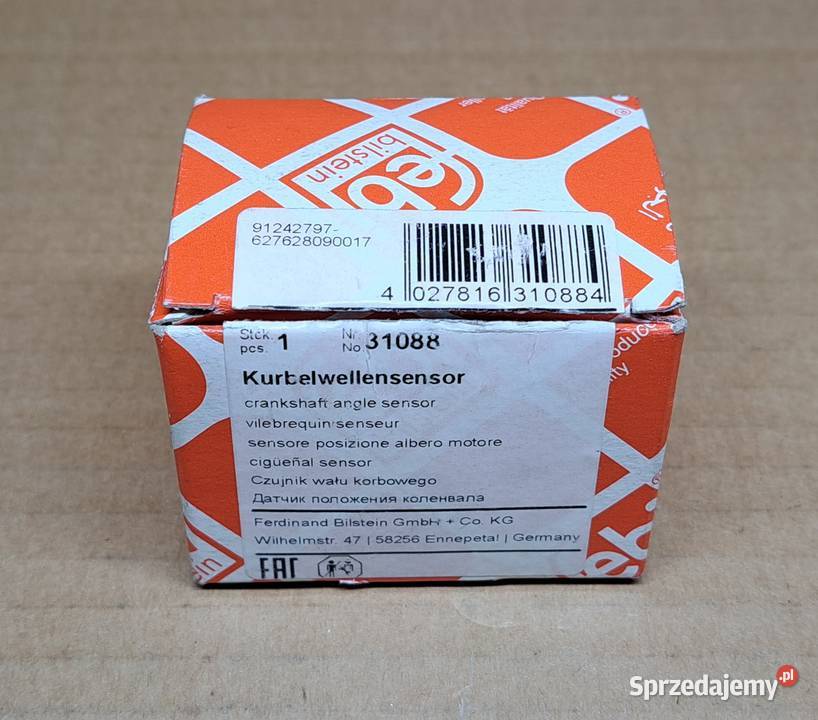 feb
bilstein
91242797-
627628090017
4 027816 310884
Stck. 1 Nr.
pcs. No. 31088
Kurbelwellensensor
crankshaft angle sensor
vilebrequin senseur
sensore posizione albero motore
cigüeñal sensor
Czujnik wału korbowego
Датчик положения коленвала
Ferdinand Bilstein GmbH + Co. KG
Wilhelmstr. 47 | 58256 Ennepetal | Germany
EAC
Sprzedajemy.pl